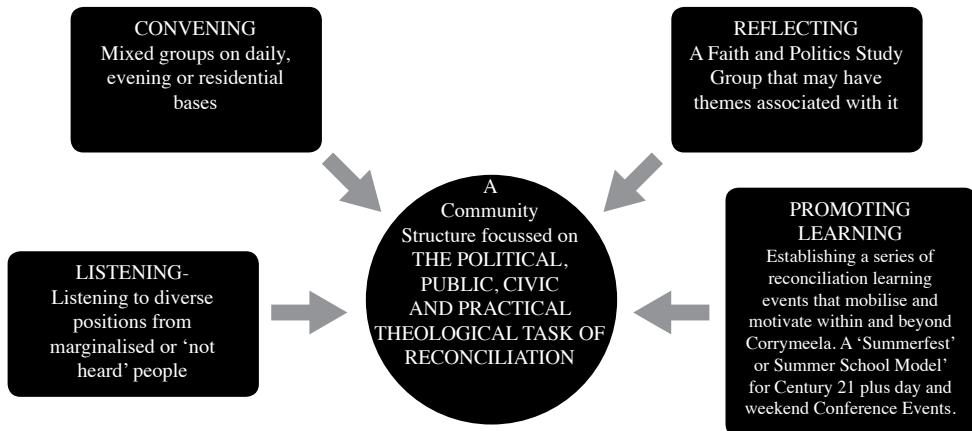 CONVENING
Mixed groups on daily,
evening or residential
bases
REFLECTING
A Faith and Politics Study
Group that may have
themes associated with it
A
Community
Structure focussed on
THE POLITICAL,
PUBLIC, CIVIC
AND PRACTICAL
THEOLOGICAL TASK OF
RECONCILIATION
LISTENING-
Listening to diverse
positions from
marginalised or ‘not
heard’ people
PROMOTING
LEARNING
Establishing a series of
reconciliation learning
events that mobilise and
motivate within and beyond
Corrymeela. A ‘Summerfest’
or Summer School Model’
for Century 21 plus day and
weekend Conference Events.